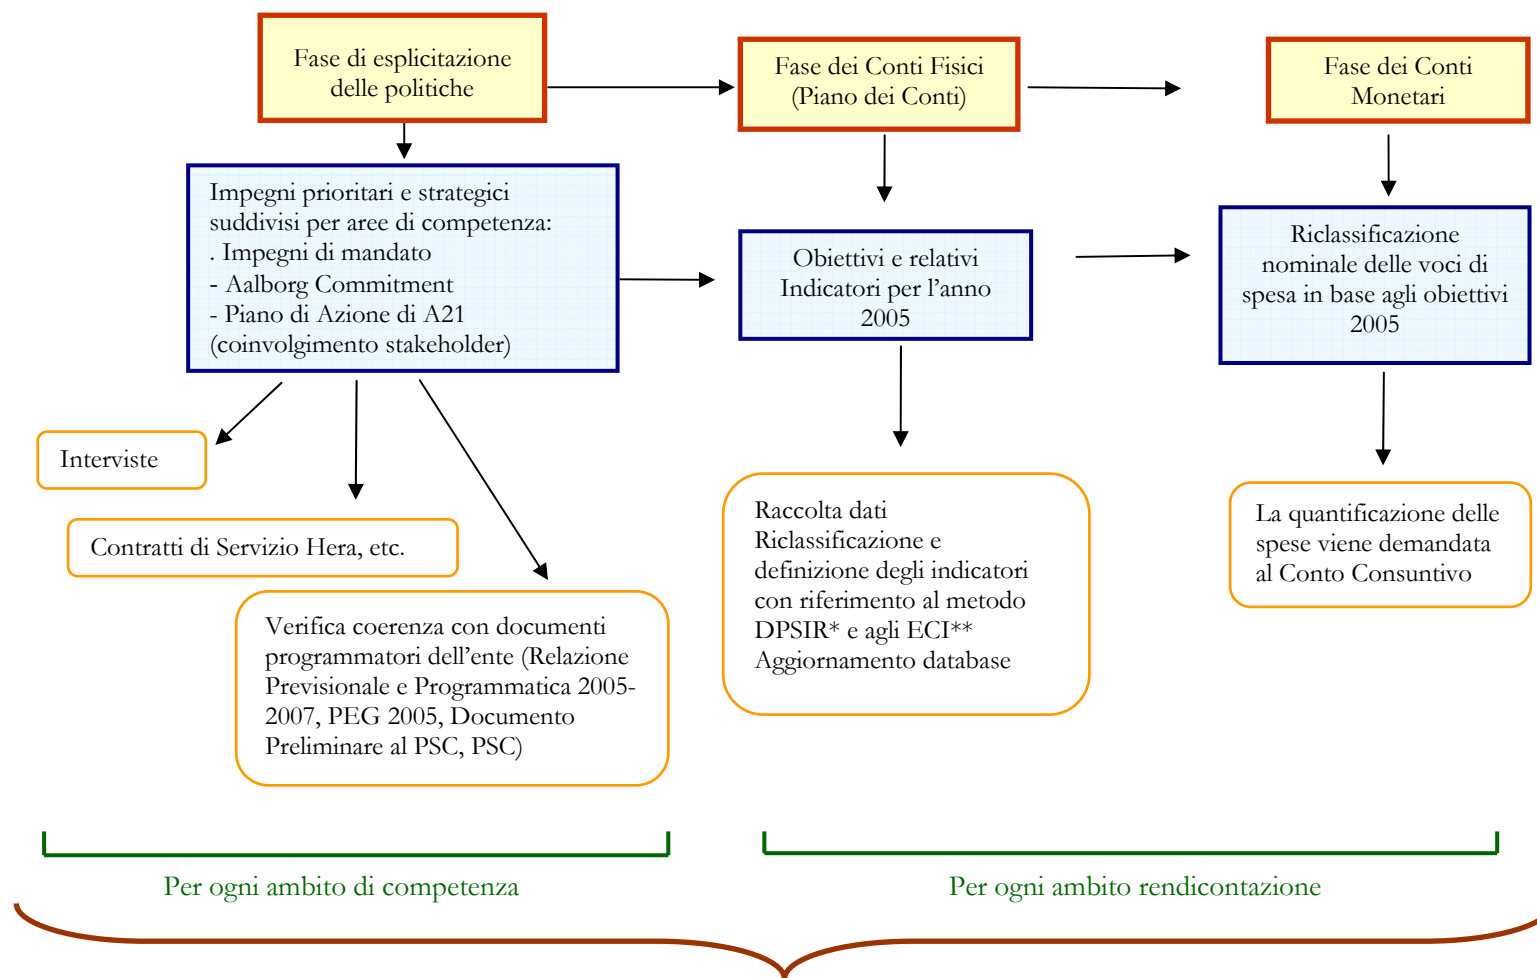 Fase di esplicitazione
delle politiche
Fase dei Conti Fisici
(Piano dei Conti)
Fase dei Conti
Monetari
Impegni prioritari e strategici
suddivisi per aree di competenza:
. Impegni di mandato
- Aalborg Commitment
- Piano di Azione di A21
(coinvolgimento stakeholder)
Obiettivi e relativi
Indicatori per l'anno
2005
Riclassificazione
nominale delle voci di
spesa in base agli obiettivi
2005
Interviste
Contratti di Servizio Hera, etc.
Verifica coerenza con documenti
programmatori dell'ente (Relazione
Previsionale e Programmatica 2005-
2007, PEG 2005, Documento
Preliminare al PSC, PSC)
Raccolta dati
Riclassificazione e
definizione degli indicatori
con riferimento al metodo
DPSIR* e agli ECI**
Aggiornamento database
La quantificazione delle
spese viene demandata
al Conto Consuntivo
Per ogni ambito di competenza
Per ogni ambito rendicontazione